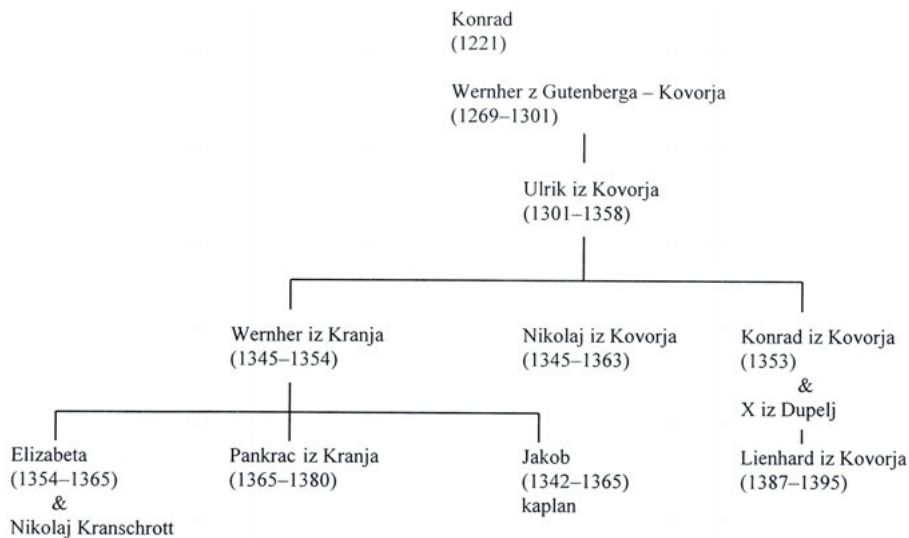 Konrad
(1221)
Wernher z Gutenberga – Kovorja
(1269–1301)
Ulrik iz Kovorja
(1301–1358)
Wernher iz Kranja
(1345–1354)
Nikolaj iz Kovorja
(1345–1363)
Konrad iz Kovorja
(1353)
&
X iz Dupelj
Elizabeta
(1354–1365)
&
Nikolaj Kranschrott
Pankrac iz Kranja
(1365–1380)
Jakob
(1342–1365)
kaplan
Lienhard iz Kovorja
(1387–1395)